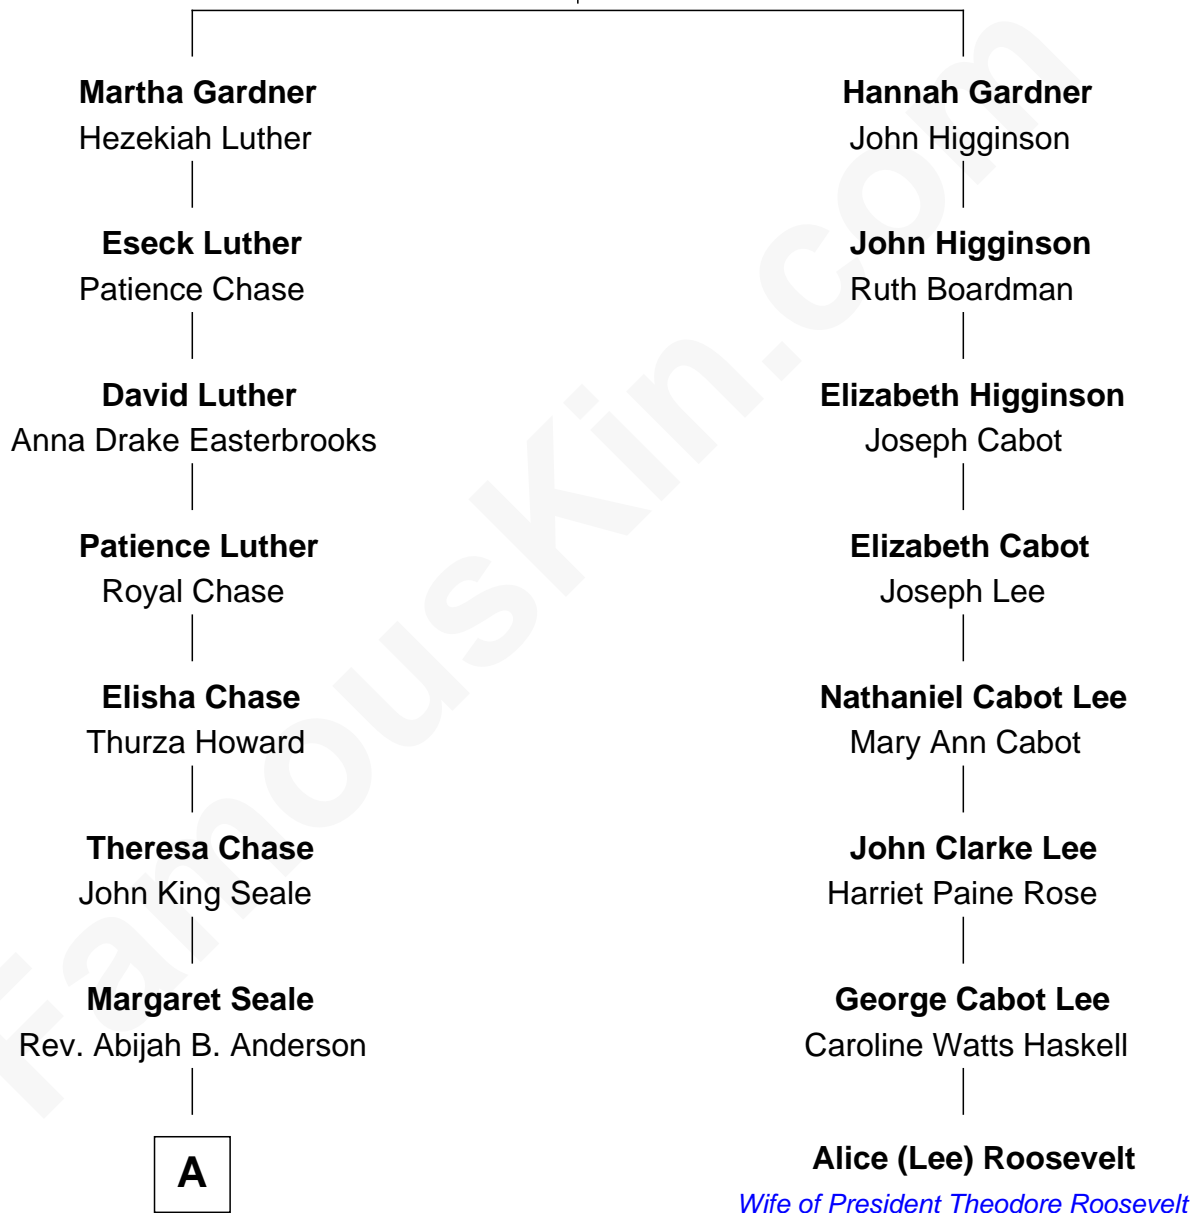 Martha Gardner
Hezekiah Luther
Hannah Gardner
John Higginson
Eseck Luther
Patience Chase
John Higginson
Ruth Boardman
David Luther
Anna Drake Easterbrooks
Elizabeth Higginson
Joseph Cabot
Patience Luther
Royal Chase
Elizabeth Cabot
Joseph Lee
Elisha Chase
Thurza Howard
Nathaniel Cabot Lee
Mary Ann Cabot
Theresa Chase
John King Seale
John Clarke Lee
Harriet Paine Rose
Margaret Seale
Rev. Abijah B. Anderson
George Cabot Lee
Caroline Watts Haskell
A
Alice (Lee) Roosevelt
Wife of President Theodore Roosevelt
FamousKin.com